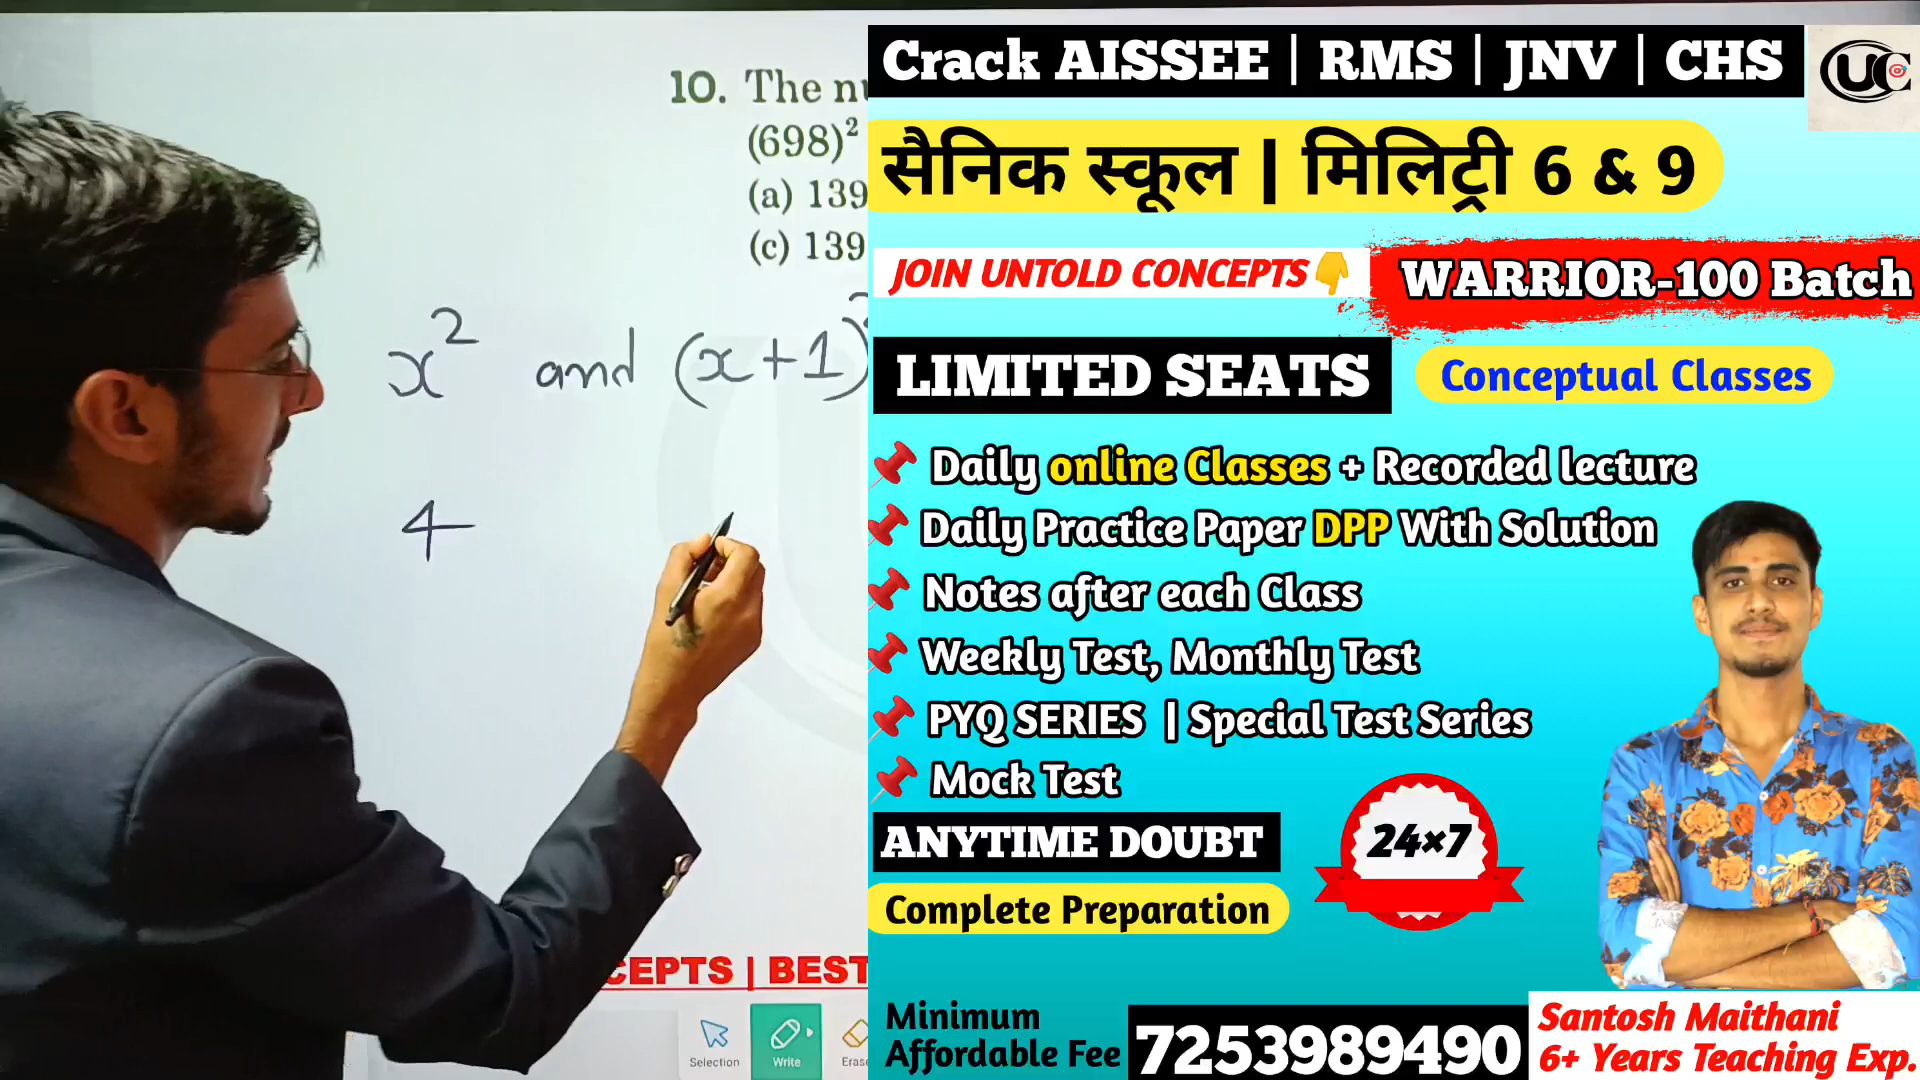 10. The nu
(698)²
(a) 139
(c) 139
x² and (x+1)
4
CEPTS | BEST
Selection
Write
Erase
Crack AISSEE | RMS | JNV | CHS
UC
सैनिक स्कूल | मिलिट्री 6 & 9
JOIN UNTOLD CONCEPTS👇
WARRIOR-100 Batch
LIMITED SEATS
Conceptual Classes
Daily online Classes + Recorded lecture
Daily Practice Paper DPP With Solution
Notes after each Class
Weekly Test, Monthly Test
PYQ SERIES | Special Test Series
Mock Test
ANYTIME DOUBT
24×7
Complete Preparation
Minimum
Affordable Fee
7253989490
Santosh Maithani
6+ Years Teaching Exp.